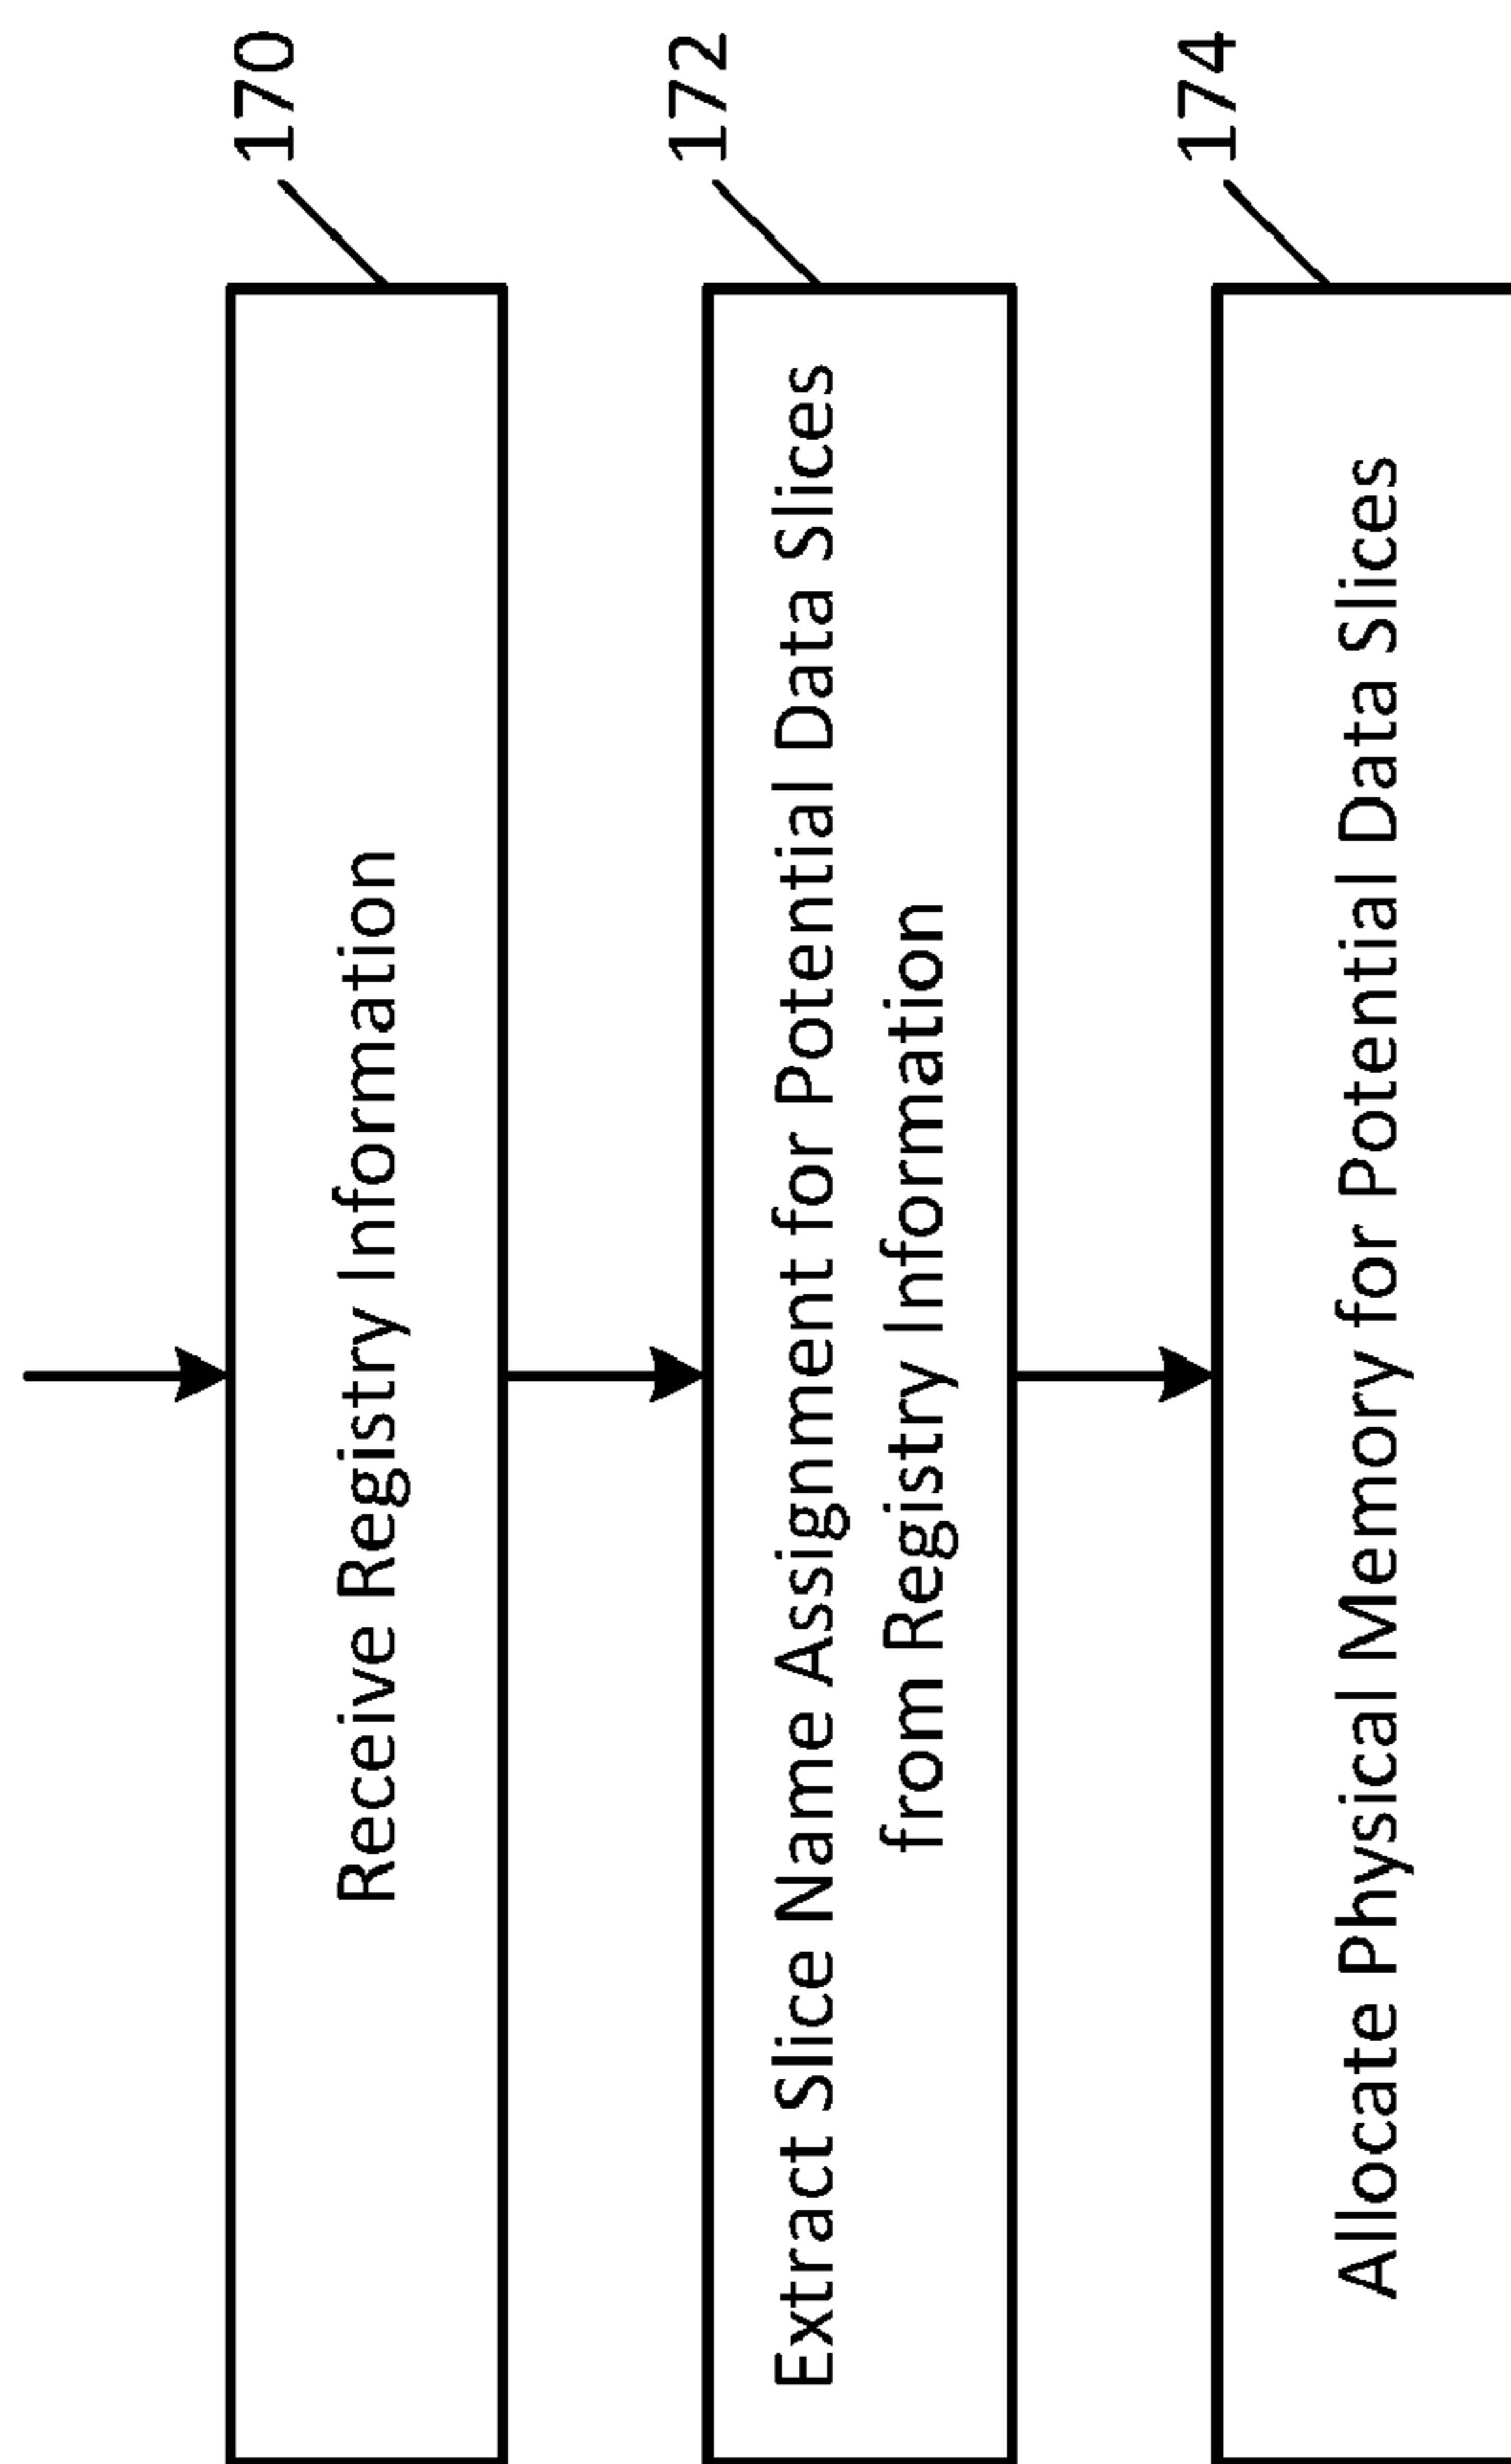 170
Receive Registry Information
172
Extract Slice Name Assignment for Potential Data Slices
from Registry Information
174
Allocate Physical Memory for Potential Data Slices